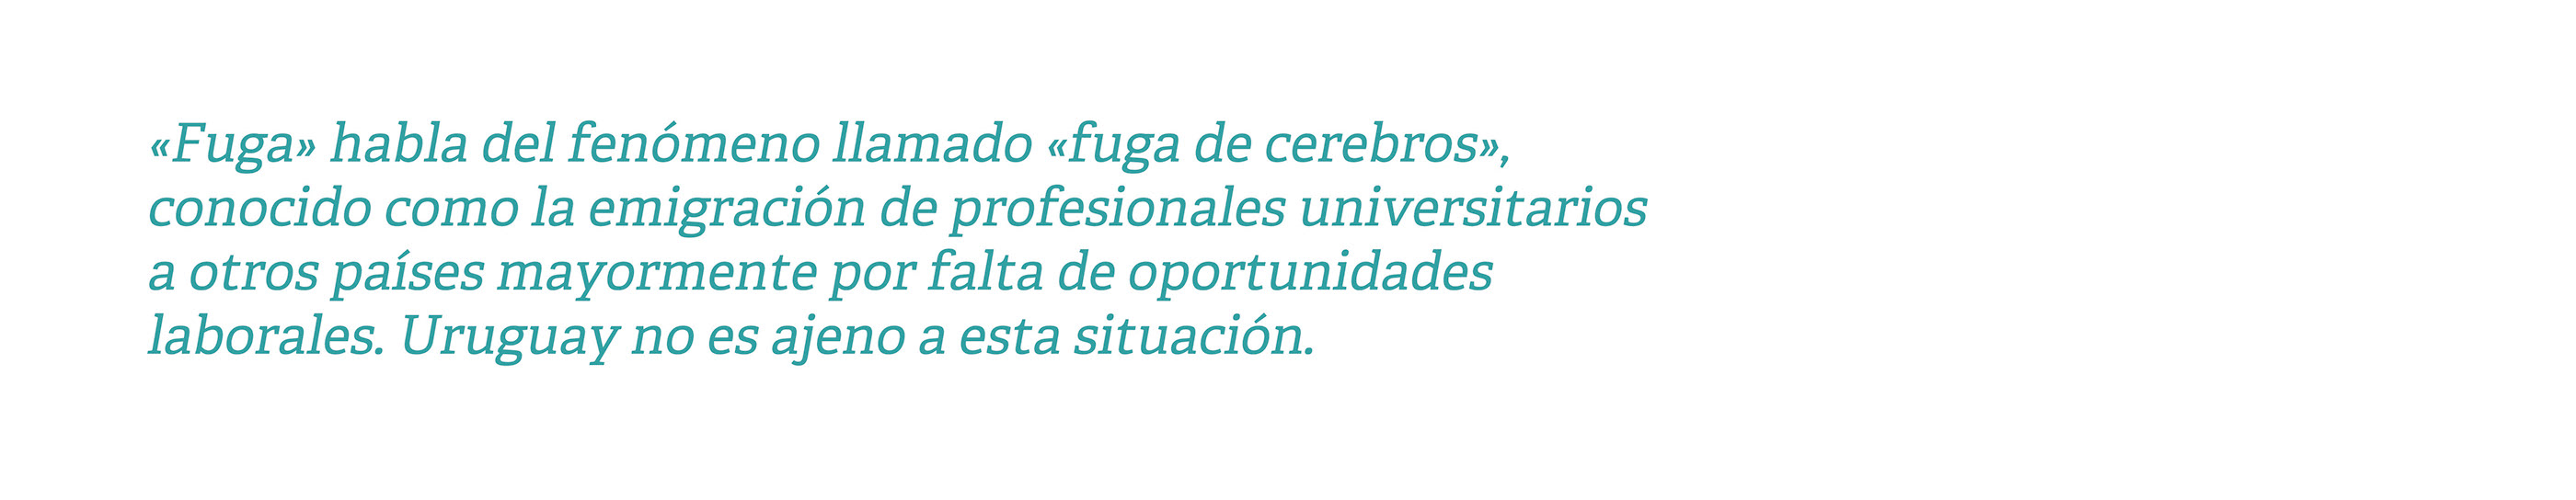 «Fuga» habla del fenómeno llamado «fuga de cerebros»,
conocido como la emigración de profesionales universitarios
a otros países mayormente por falta de oportunidades
laborales. Uruguay no es ajeno a esta situación.